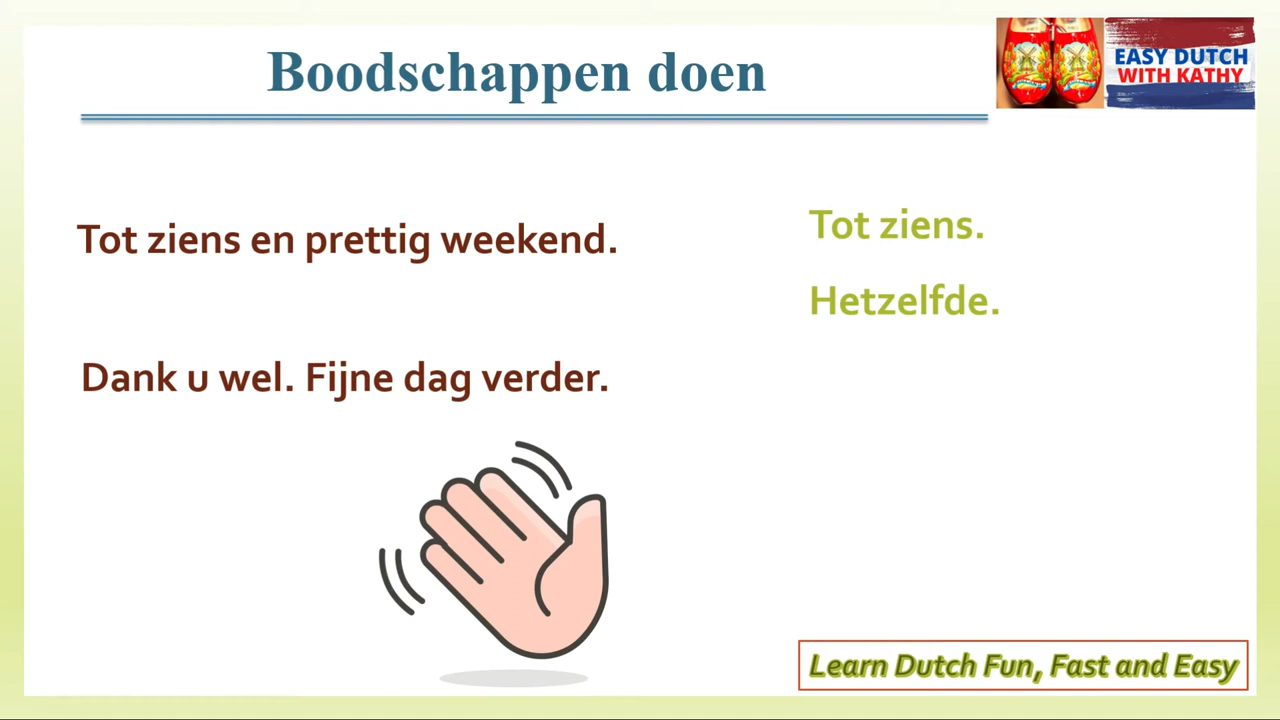 Boodschappen doen
EASY DUTCH
WITH KATHY
Tot ziens en prettig weekend.
Tot ziens.
Hetzelfde.
Dank u wel. Fijne dag verder.
Learn Dutch Fun, Fast and Easy